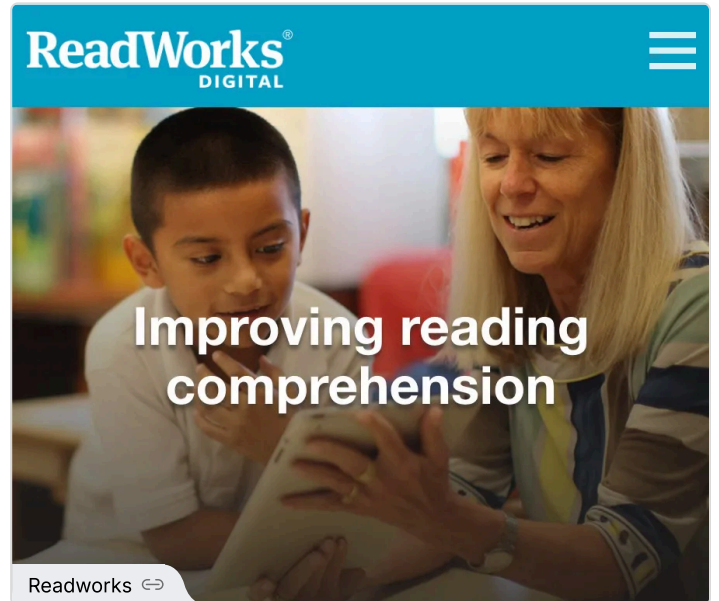 ReadWorks®
DIGITAL
Improving reading
comprehension
Readworks